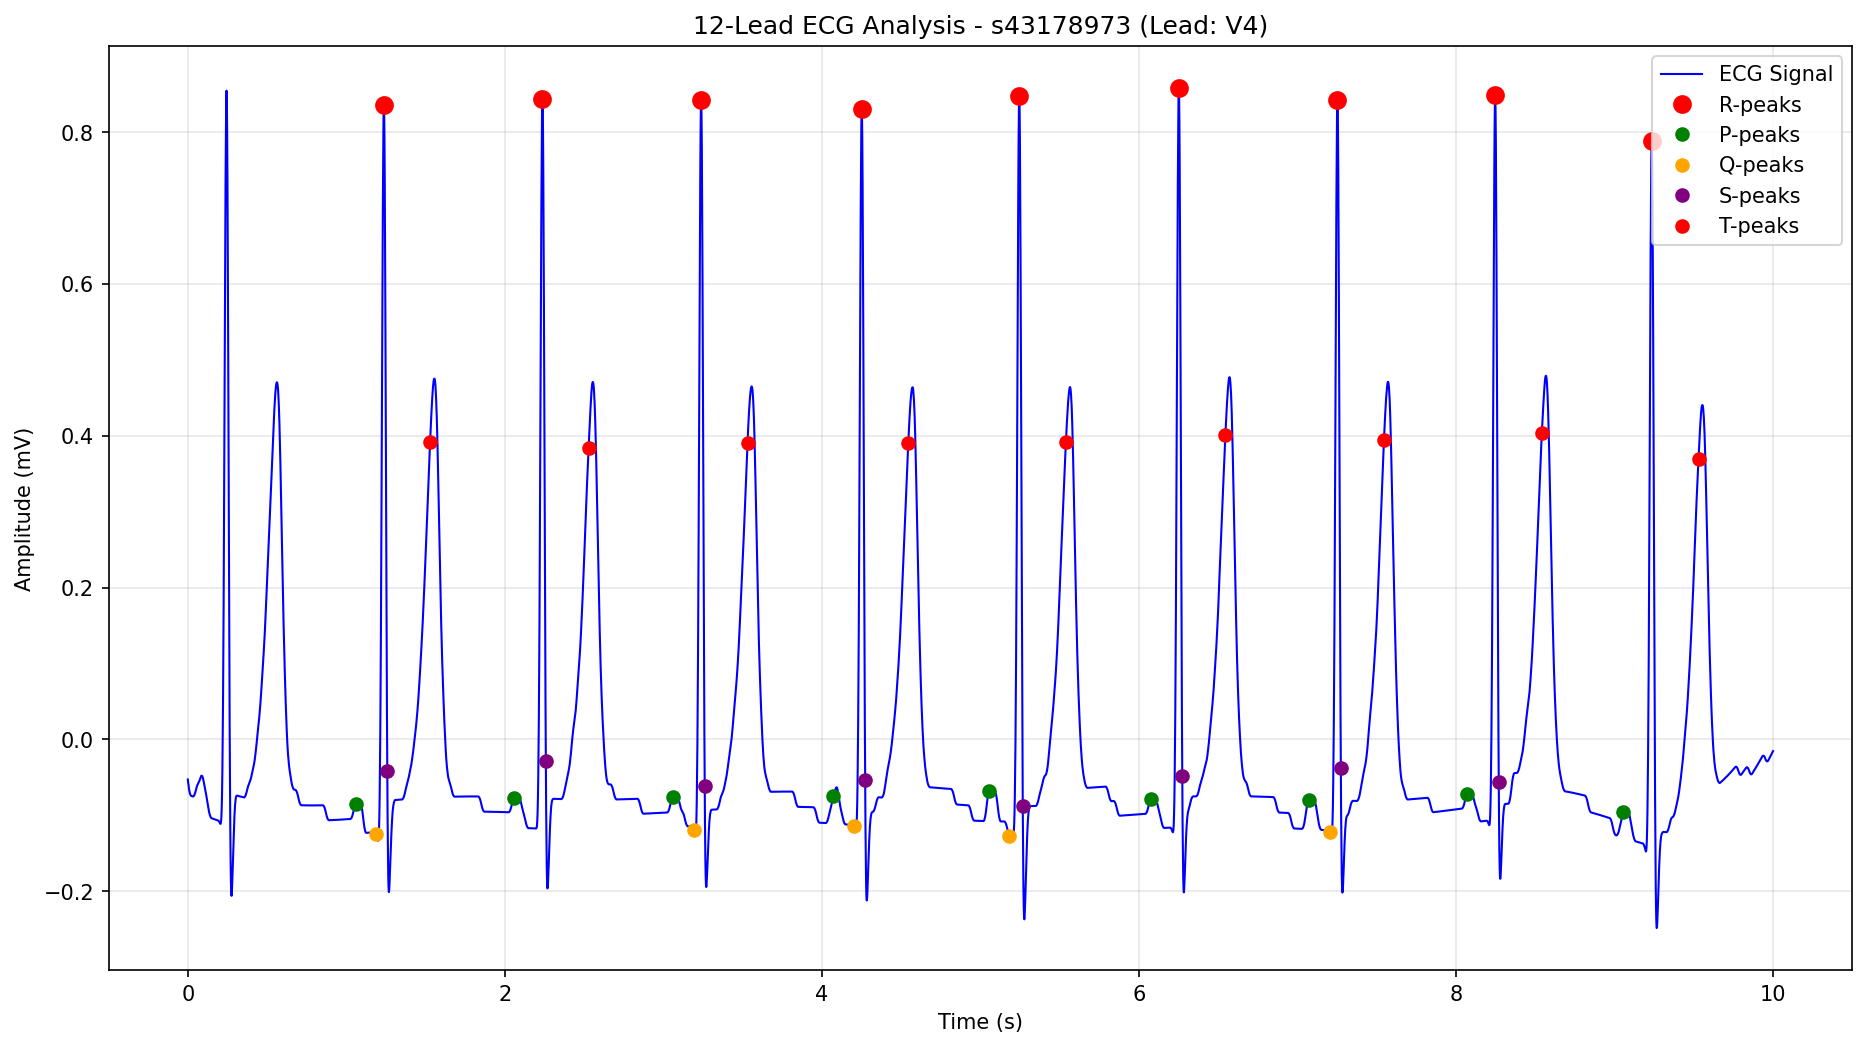 12-Lead ECG Analysis - s43178973 (Lead: V4)
ECG Signal
R-peaks
P-peaks
Q-peaks
S-peaks
T-peaks
Amplitude (mV)
0.8
0.6
0.4
0.2
0.0
−0.2
0 2 4 6 8 10
Time (s)